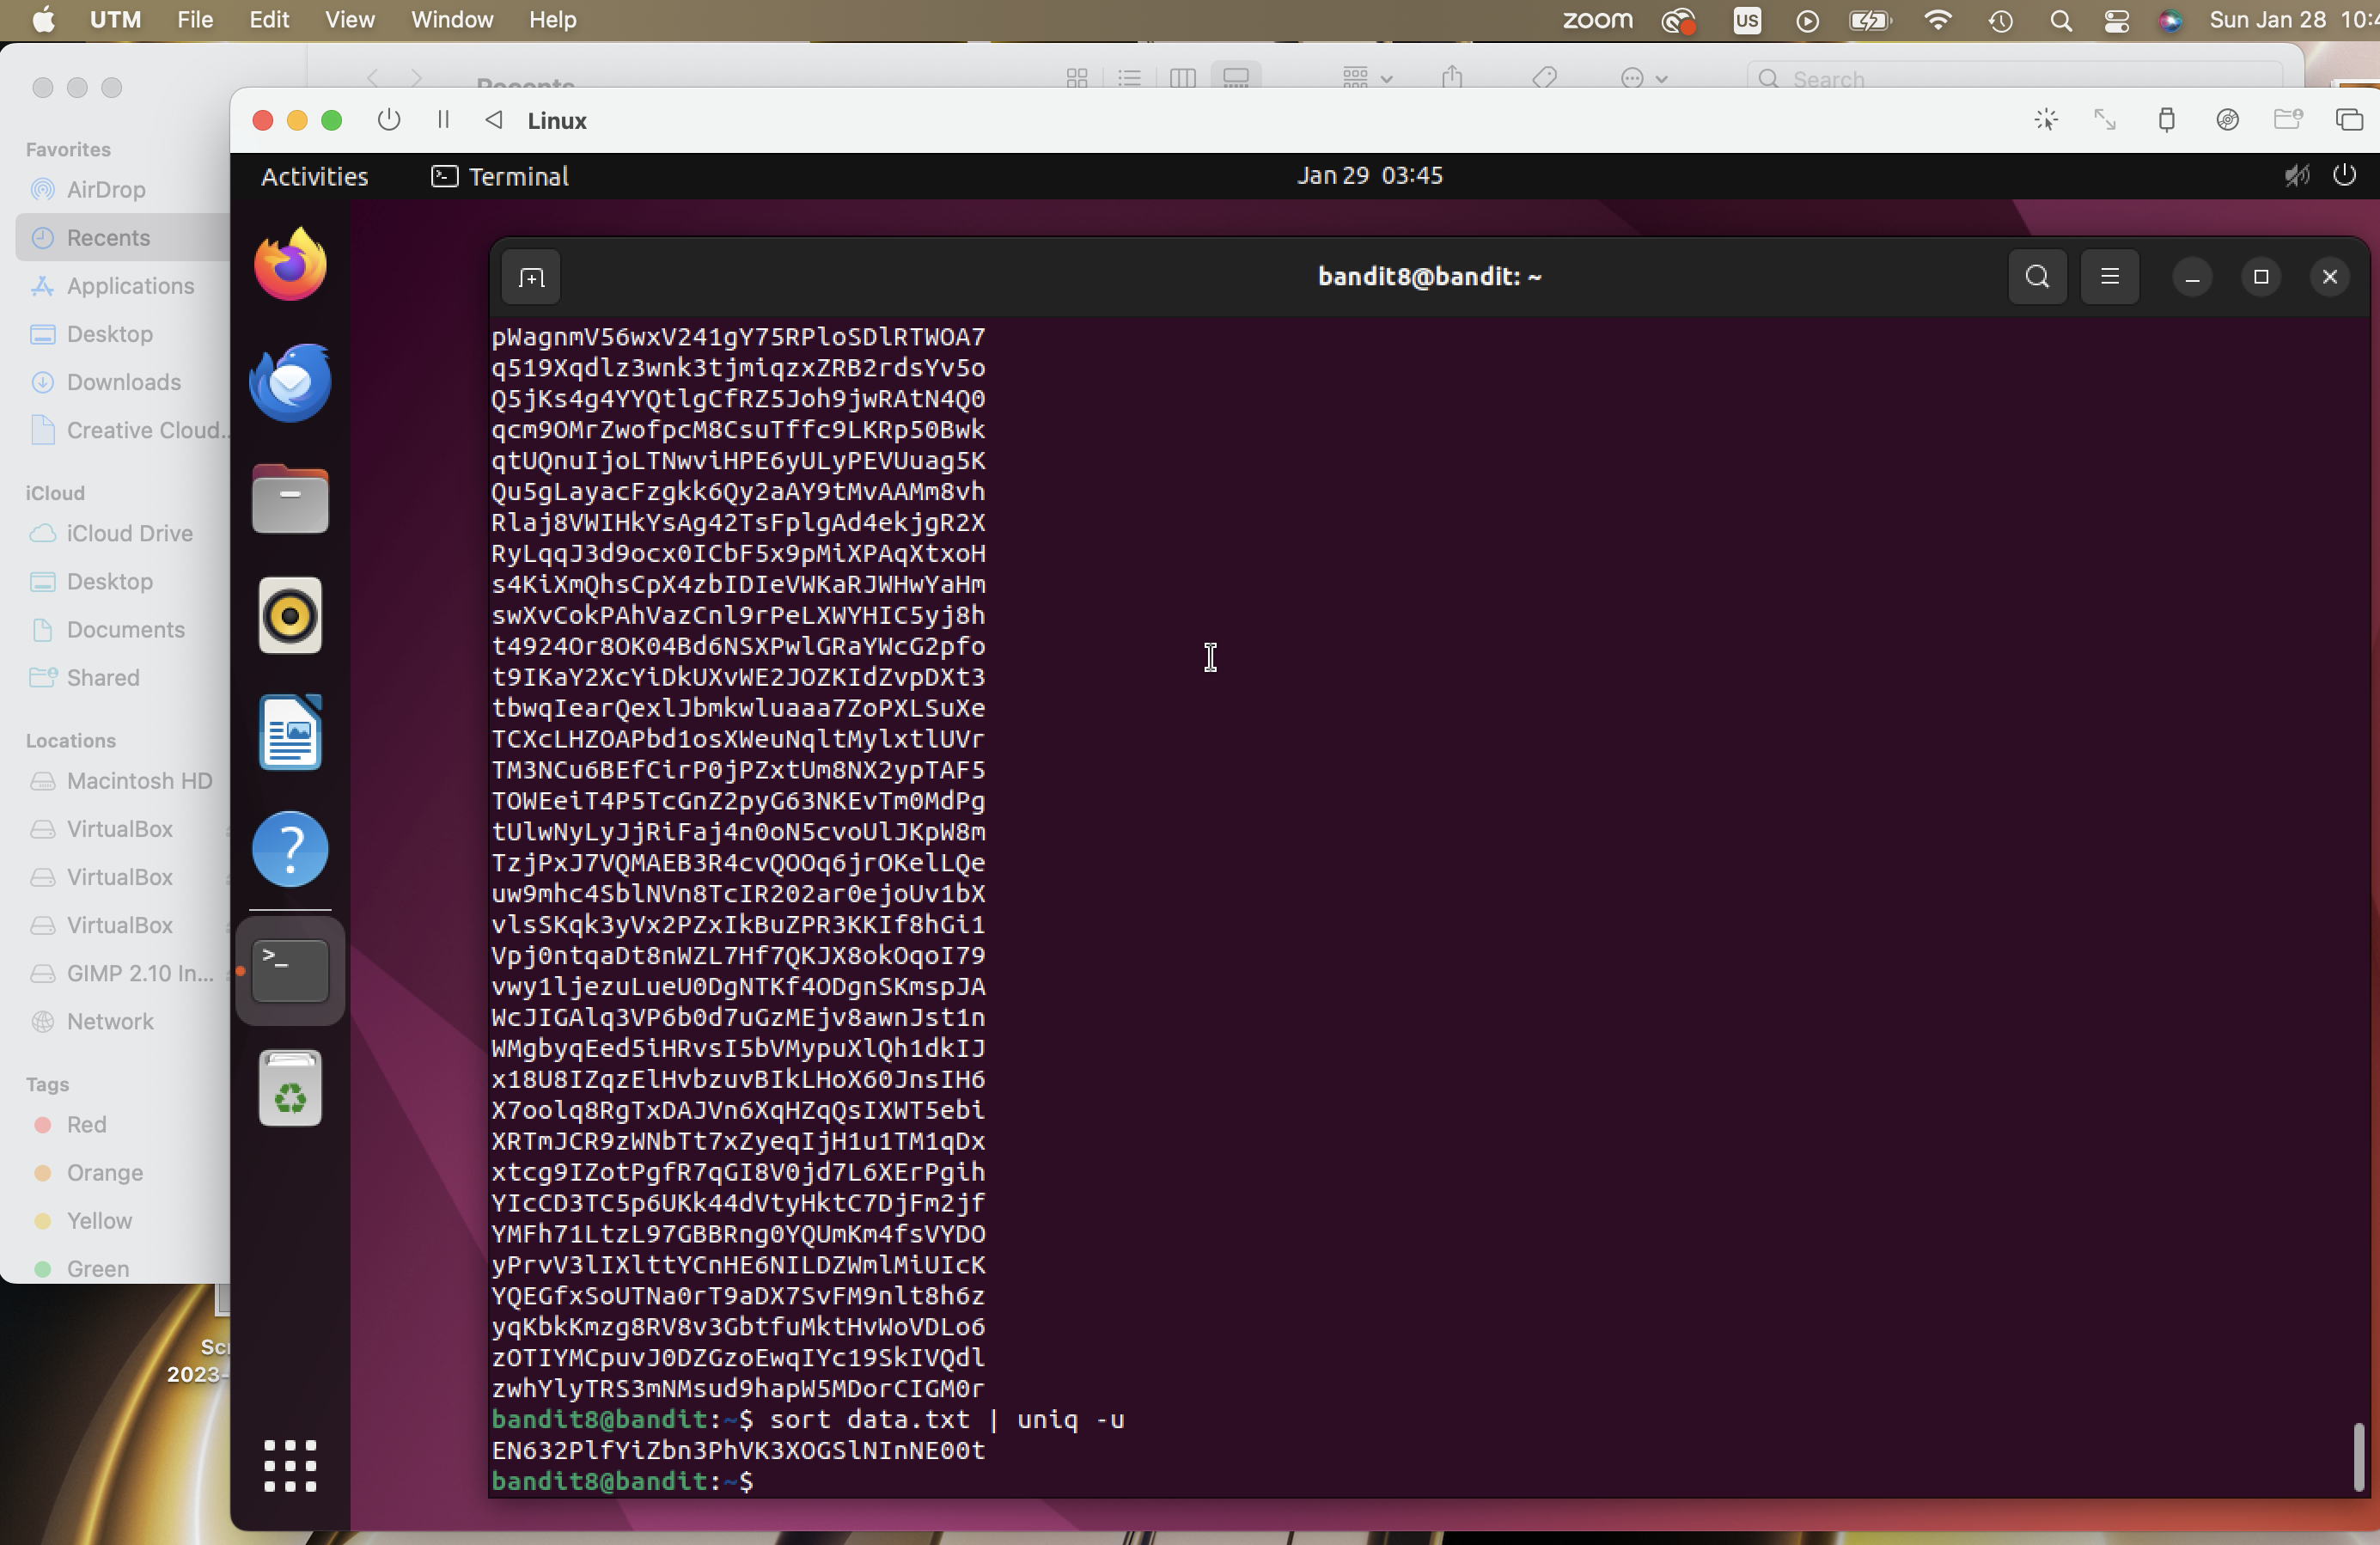 UTM File Edit View Window Help
zoom US Sun Jan 28 10:4
Recents
Search
Linux
Favorites
AirDrop
Recents
Applications
Desktop
Downloads
Creative Cloud...
iCloud
iCloud Drive
Desktop
Documents
Shared
Locations
Macintosh HD
VirtualBox
VirtualBox
VirtualBox
GIMP 2.10 In...
Network
Tags
Red
Orange
Yellow
Green
2023-
Activities Terminal Jan 29 03:45
bandit8@bandit: ~
pWagnmV56wxV241gY75RPloSDlRTWOA7
q519Xqdlz3wnk3tjmiqzxZRB2rdsYv5o
Q5jKs4g4YYQtlgCfRZ5Joh9jwRAtN4Q0
qcm9OMrZwofpcM8CsuTffc9LKRp50Bwk
qtUQnuIjoLTNwviHPE6yULyPEVUuag5K
Qu5gLayacFzgkk6Qy2aAY9tMvAAMm8vh
Rlaj8VWIHkYsAg42TsFplgAd4ekjgR2X
RyLqqJ3d9ocx0ICbF5x9pMiXPAqXtxoH
s4KiXmQhsCpX4zbIDIeVWKaRJWHwYaHm
swXvCokPAhVazCnl9rPeLXWYHIC5yj8h
t4924Or8OK04Bd6NSXPwlGRaYWcG2pfo
t9IKaY2XcYiDkUXvWE2JOZKIdZvpDXt3
tbwqIearQexlJbmkwluaaa7ZoPXLSuXe
TCXcLHZOAPbd1osXWeuNqltMylxtlUVr
TM3NCu6BEfCirP0jPZxtUm8NX2ypTAF5
TOWEeiT4P5TcGnZ2pyG63NKEvTm0MdPg
tUlwNyLyJjRiFaj4n0oN5cvoUlJKpW8m
TzjPxJ7VQMAEB3R4cvQOOq6jrOKelLQe
uw9mhc4SblNVn8TcIR202ar0ejoUv1bX
vlsSKqk3yVx2PZxIkBuZPR3KKIf8hGi1
Vpj0ntqaDt8nWZL7Hf7QKJX8okOqoI79
vwy1ljezuLueU0DgNTKf4ODgnSKmspJA
WcJIGAlq3VP6b0d7uGzMEjv8awnJst1n
WMgbyqEed5iHRvsI5bVMypuXlQh1dkIJ
x18U8IZqzElHvbzuvBIkLHoX60JnsIH6
X7oolq8RgTxDAJVn6XqHZqQsIXWT5ebi
XRTmJCR9zWNbTt7xZyeqIjH1u1TM1qDx
xtcg9IZotPgfR7qGI8V0jd7L6XErPgih
YIcCD3TC5p6UKk44dVtyHktC7DjFm2jf
YMFh71LtzL97GBBRng0YQUmKm4fsVYDO
yPrvV3lIXlttYCnHE6NILDZWmlMiUIcK
YQEGfxSoUTNa0rT9aDX7SvFM9nlt8h6z
yqKbkKmzg8RV8v3GbtfuMktHvWoVDLo6
zOTIYMCpuvJ0DZGzoEwqIYc19SkIVQdl
zwhYlyTRS3mNMsud9hapW5MDorCIGM0r
bandit8@bandit:~$ sort data.txt | uniq -u
EN632PlfYiZbn3PhVK3XOGSlNInNE00t
bandit8@bandit:~$